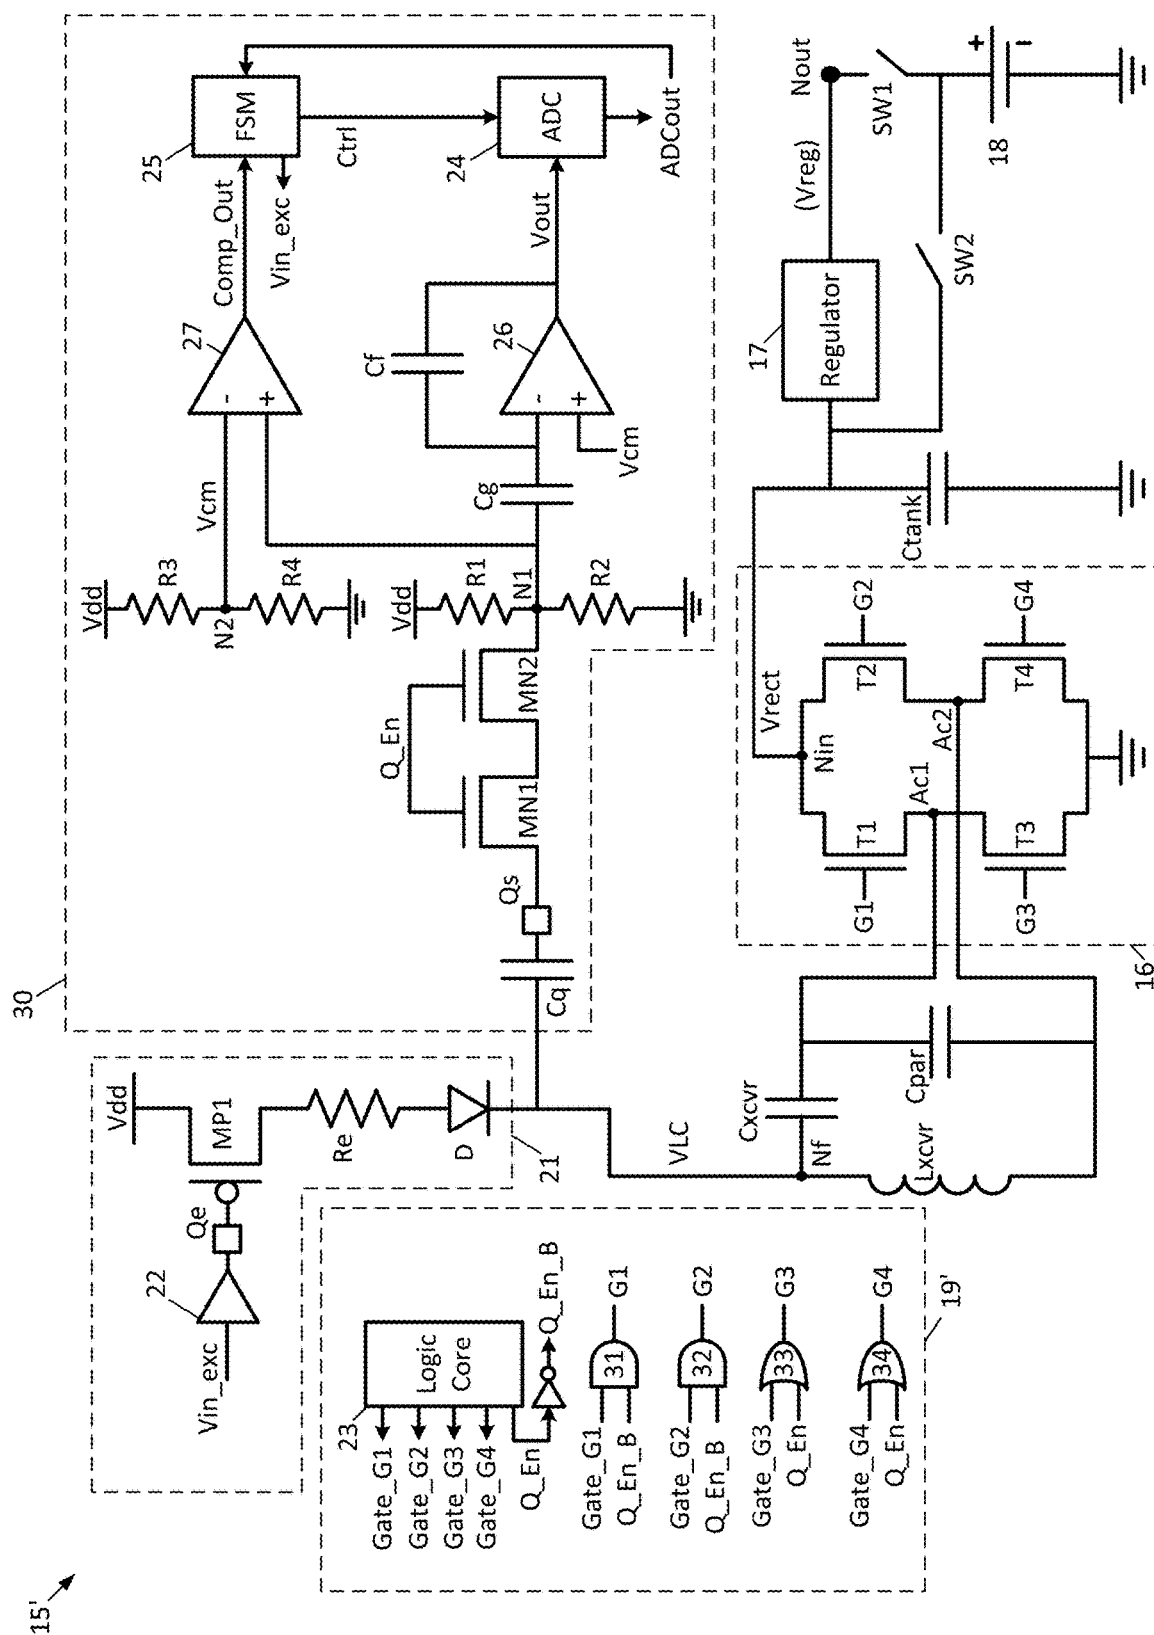 15'
30
25
FSM
Ctrl
24
ADC
ADCout
Vin_exc
Comp_Out
Vout
27
-
+
26
-
+
Cf
Vcm
Vcm
Cg
Vdd
R3
N2
R4
Vdd
R1
N1
R2
Q_En
MN1
MN2
Qs
Cq
Vdd
MP1
Re
D
21
Qe
22
Vin_exc
VLC
23
Logic
Core
Gate_G1
Gate_G2
Gate_G3
Gate_G4
Q_En
Q_En_B
Gate_G1
Q_En_B
31
G1
Gate_G2
Q_En_B
32
G2
Gate_G3
Q_En
33
G3
Gate_G4
Q_En
34
G4
19'
Cxcvr
Nf
Lxcvr
Cpar
16
G1
T1
G2
T2
G3
T3
G4
T4
Ac1
Ac2
Nin
Vrect
Ctank
17
Regulator
(Vreg)
Nout
SW1
SW2
18
+
-